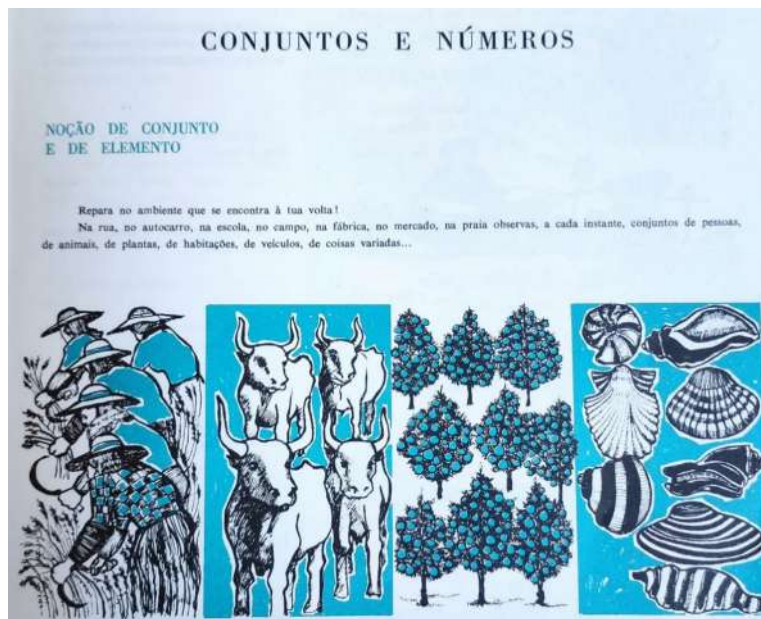 CONJUNTOS E NÚMEROS
NOÇÃO DE CONJUNTO
E DE ELEMENTO
Repara no ambiente que se encontra à tua volta!
Na rua, no autocarro, na escola, no campo, na fábrica, no mercado, na praia observas, a cada instante, conjuntos de pessoas,
de animais, de plantas, de habitações, de veículos, de coisas variadas...